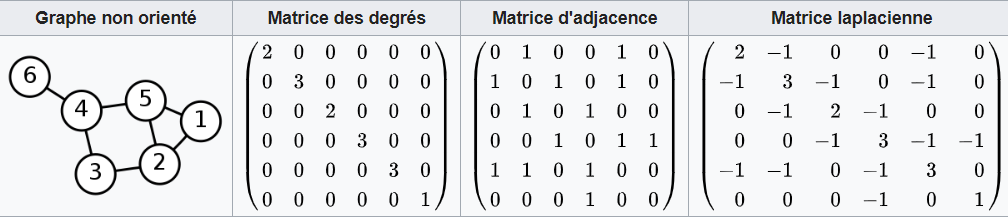 Graphe non orienté Matrice des degrés Matrice d'adjacence Matrice laplacienne
6
4
5
1
3
2
2 0 0 0 0 0
0 3 0 0 0 0
0 0 2 0 0 0
0 0 0 3 0 0
0 0 0 0 3 0
0 0 0 0 0 1
0 1 0 0 1 0
1 0 1 0 1 0
0 1 0 1 0 0
0 0 1 0 1 1
1 1 0 1 0 0
0 0 0 1 0 0
2 −1 0 0 −1 0
−1 3 −1 0 −1 0
0 −1 2 −1 0 0
0 0 −1 3 −1 −1
−1 −1 0 −1 3 0
0 0 0 −1 0 1